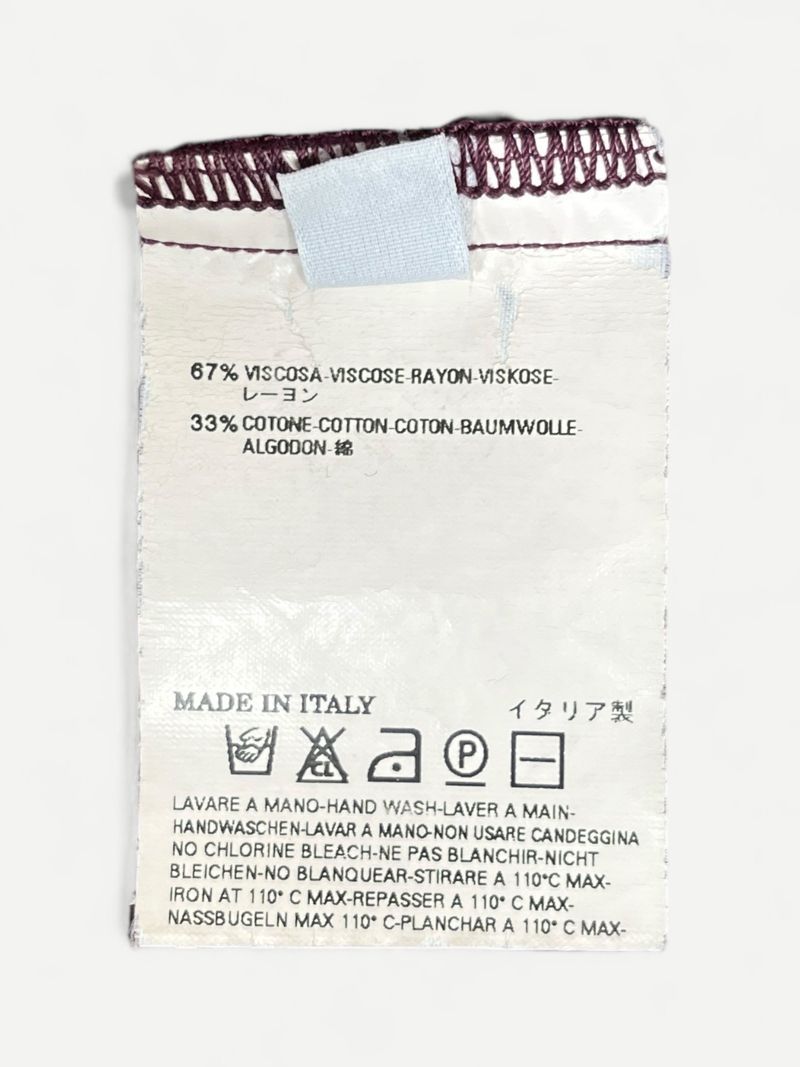 67% VISCOSA-VISCOSE-RAYON-VISKOSE-
レーヨン
33% COTONE-COTTON-COTON-BAUMWOLLE-
ALGODON-綿
MADE IN ITALY イタリア製
CL P
LAVARE A MANO-HAND WASH-LAVER A MAIN-
HANDWASCHEN-LAVAR A MANO-NON USARE CANDEGGINA
NO CHLORINE BLEACH-NE PAS BLANCHIR-NICHT
BLEICHEN-NO BLANQUEAR-STIRARE A 110°C MAX-
IRON AT 110° C MAX-REPASSER A 110° C MAX-
NASSBUGELN MAX 110° C-PLANCHAR A 110° C MAX-